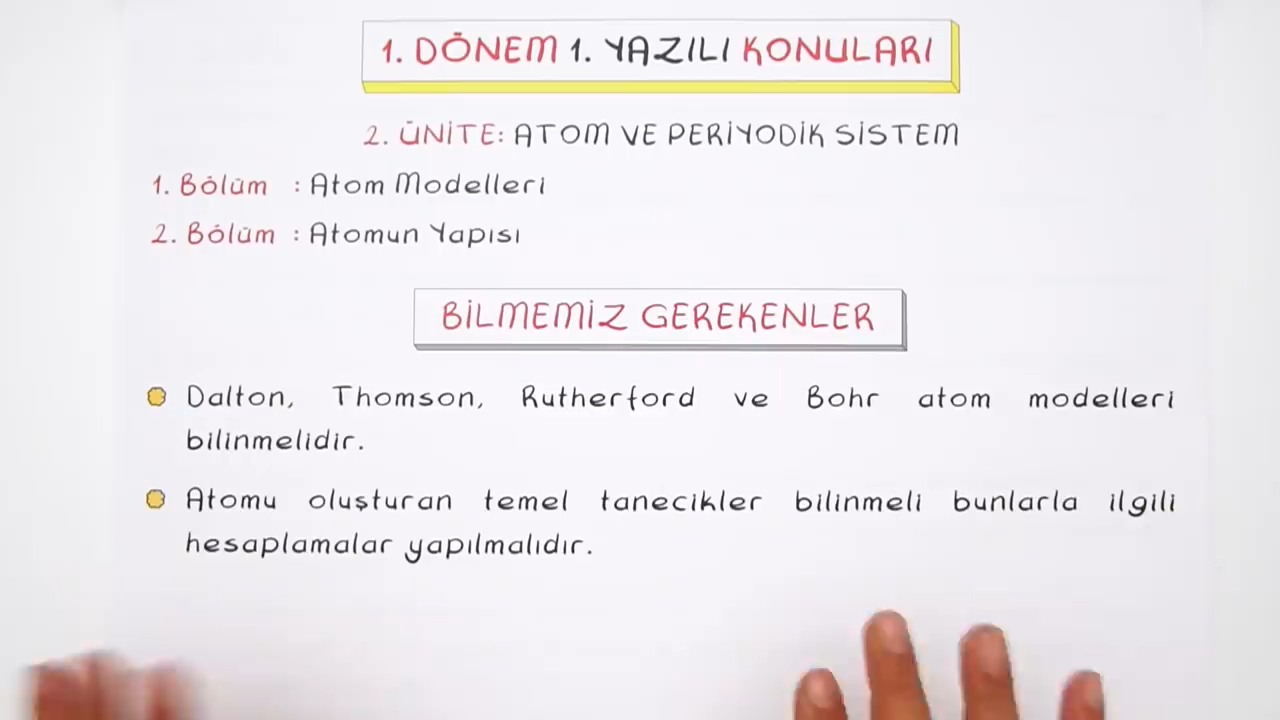 1. DÖNEM 1. YAZILI KONULARI
2. ÜNİTE: ATOM VE PERİYODİK SİSTEM
1. Bölüm : Atom Modelleri
2. Bölüm : Atomun Yapısı
BİLMEMİZ GEREKENLER
Dalton, Thomson, Rutherford ve Bohr atom modelleri
bilinmelidir.
Atomu oluşturan temel tanecikler bilinmeli bunlarla ilgili
hesaplamalar yapılmalıdır.